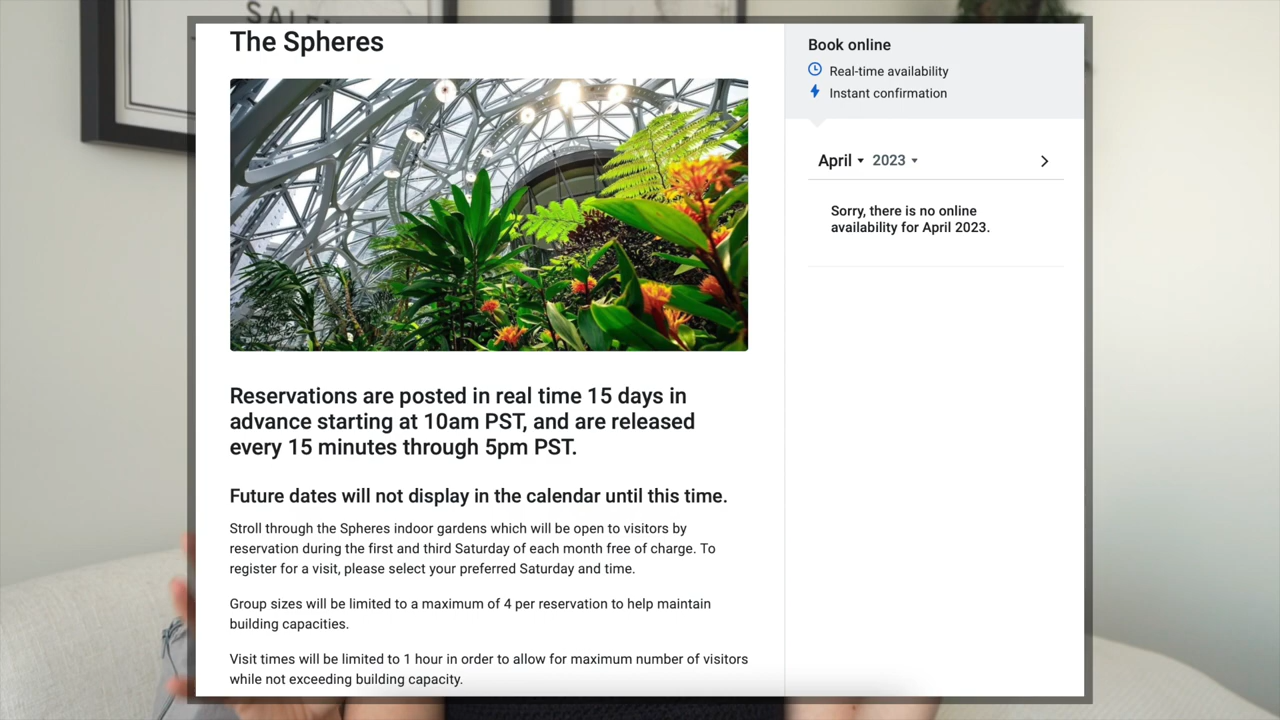 SALEM
The Spheres
Reservations are posted in real time 15 days in
advance starting at 10am PST, and are released
every 15 minutes through 5pm PST.
Future dates will not display in the calendar until this time.
Stroll through the Spheres indoor gardens which will be open to visitors by
reservation during the first and third Saturday of each month free of charge. To
register for a visit, please select your preferred Saturday and time.
Group sizes will be limited to a maximum of 4 per reservation to help maintain
building capacities.
Visit times will be limited to 1 hour in order to allow for maximum number of visitors
while not exceeding building capacity.
Book online
Real-time availability
Instant confirmation
April 2023
Sorry, there is no online
availability for April 2023.